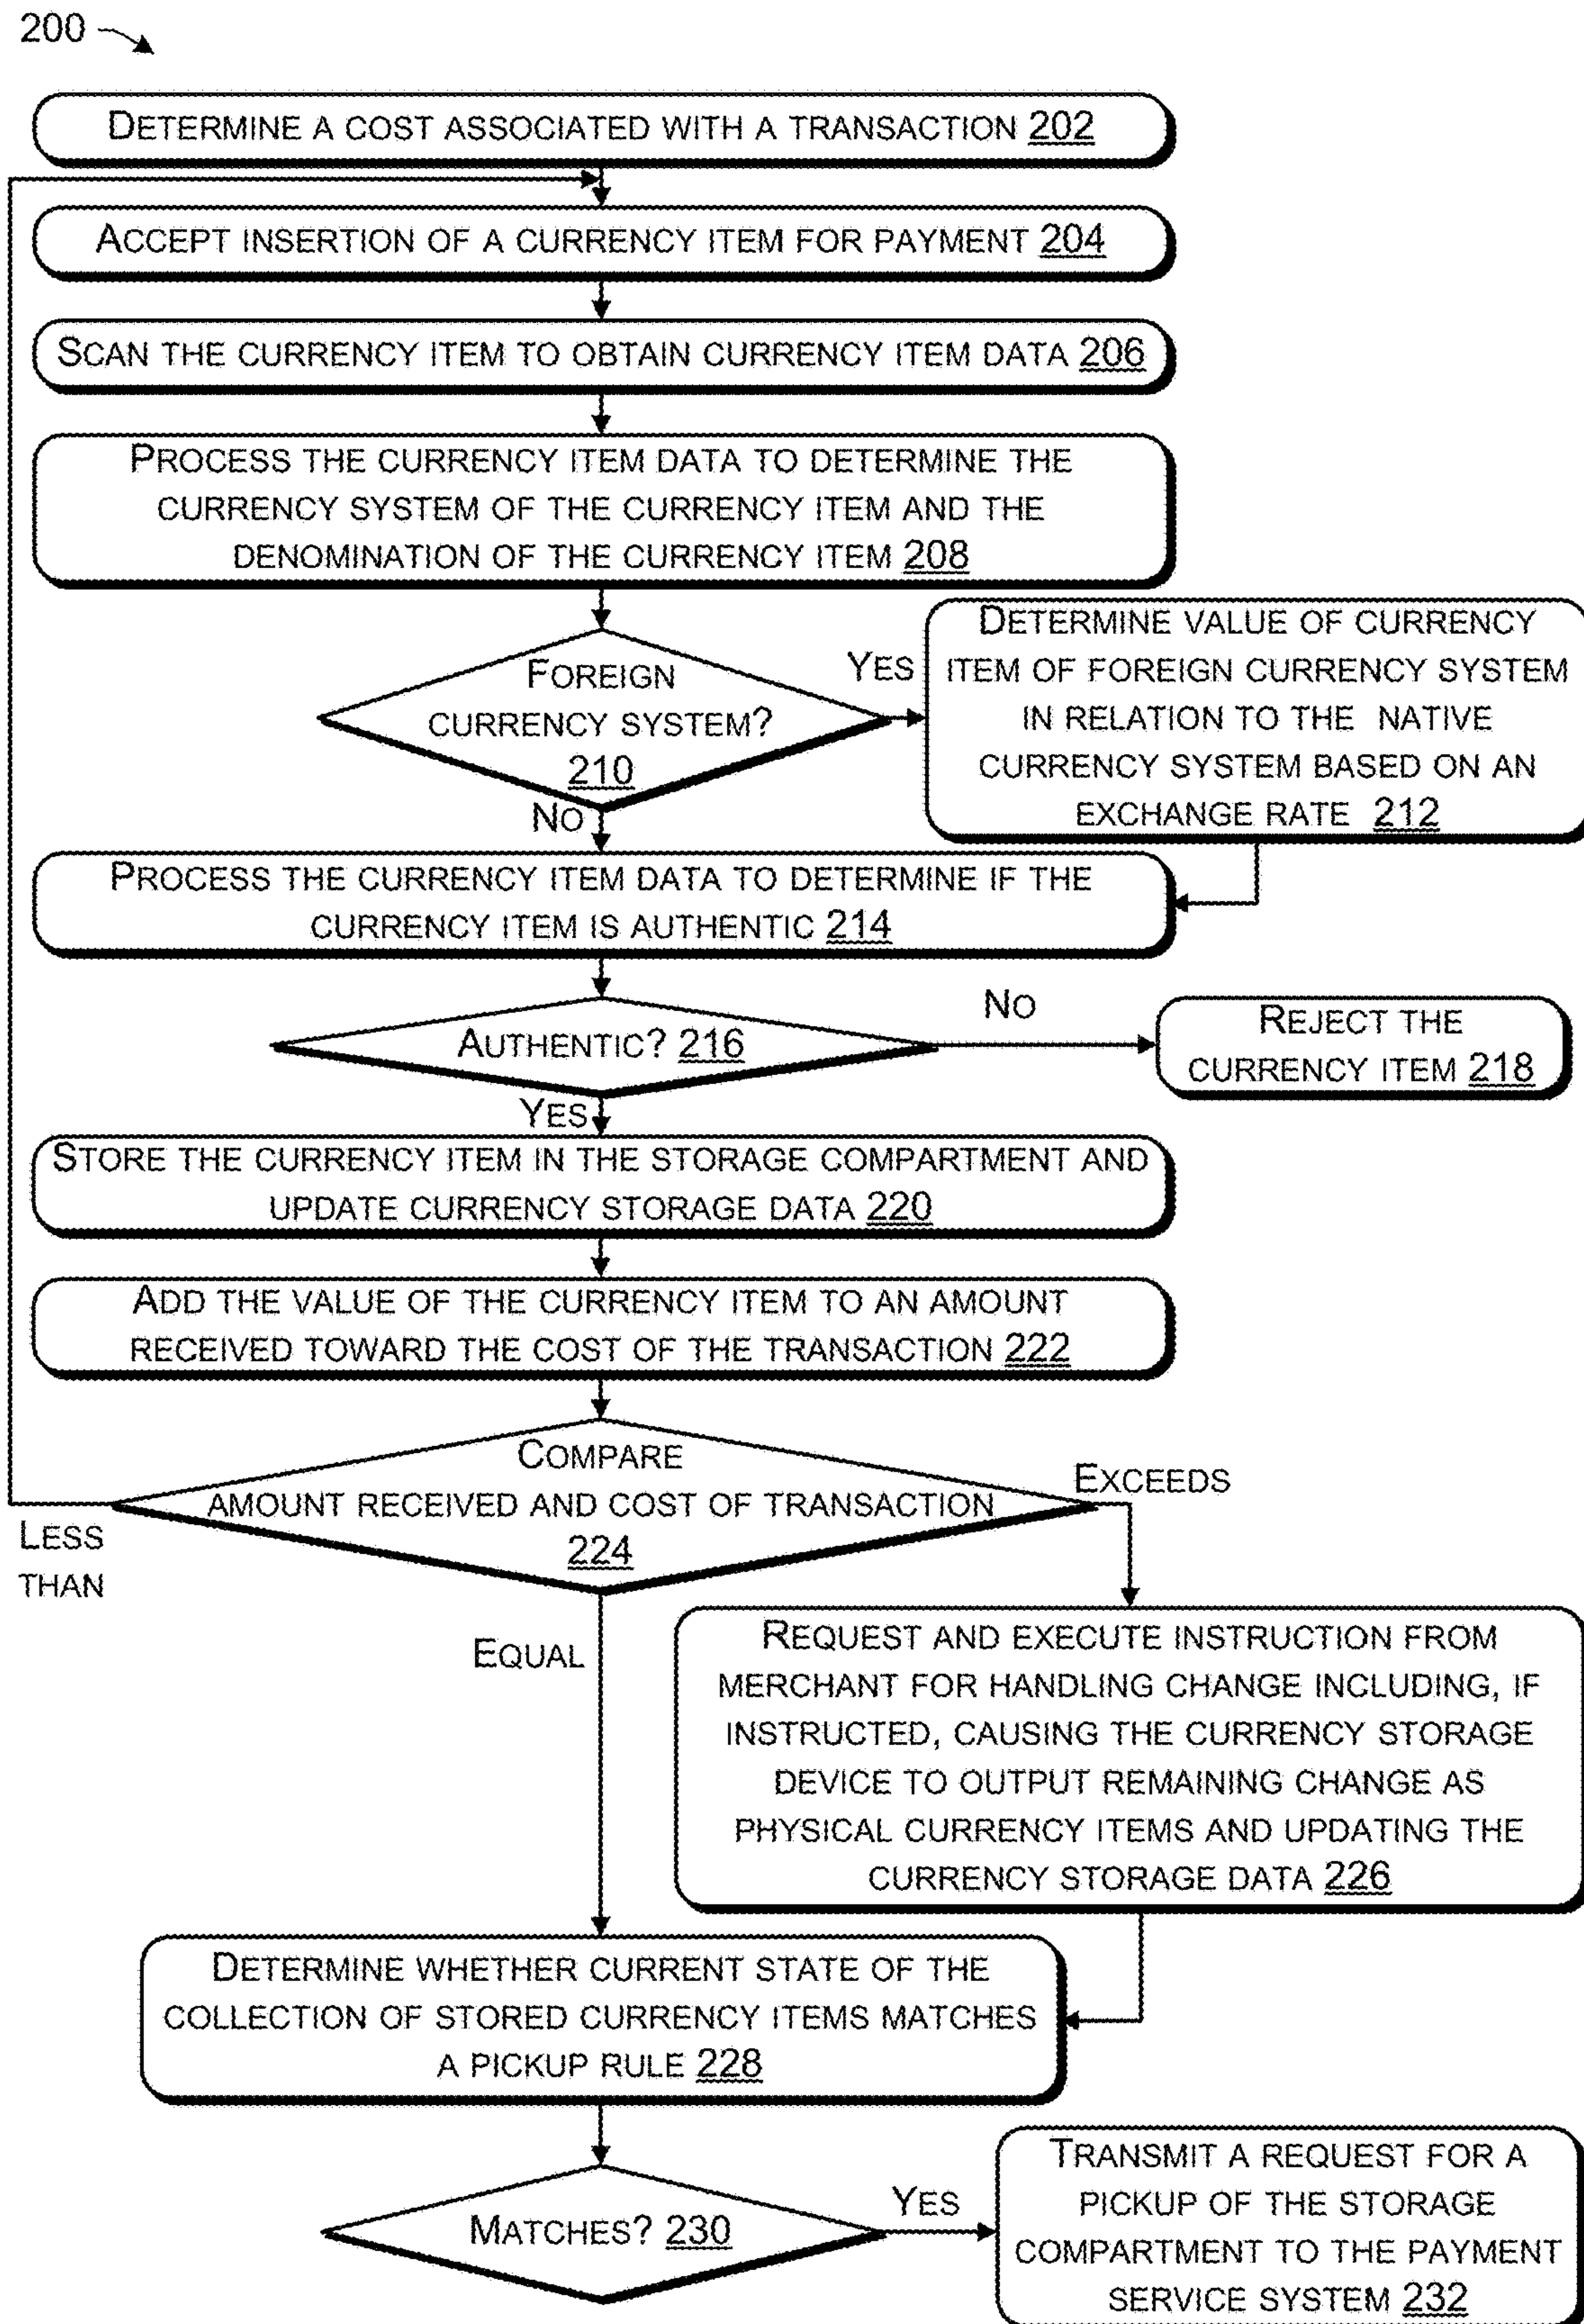 200
DETERMINE A COST ASSOCIATED WITH A TRANSACTION 202
ACCEPT INSERTION OF A CURRENCY ITEM FOR PAYMENT 204
SCAN THE CURRENCY ITEM TO OBTAIN CURRENCY ITEM DATA 206
PROCESS THE CURRENCY ITEM DATA TO DETERMINE THE
CURRENCY SYSTEM OF THE CURRENCY ITEM AND THE
DENOMINATION OF THE CURRENCY ITEM 208
FOREIGN
CURRENCY SYSTEM?
210
YES
DETERMINE VALUE OF CURRENCY
ITEM OF FOREIGN CURRENCY SYSTEM
IN RELATION TO THE NATIVE
CURRENCY SYSTEM BASED ON AN
EXCHANGE RATE 212
NO
PROCESS THE CURRENCY ITEM DATA TO DETERMINE IF THE
CURRENCY ITEM IS AUTHENTIC 214
AUTHENTIC? 216
NO
REJECT THE
CURRENCY ITEM 218
YES
STORE THE CURRENCY ITEM IN THE STORAGE COMPARTMENT AND
UPDATE CURRENCY STORAGE DATA 220
ADD THE VALUE OF THE CURRENCY ITEM TO AN AMOUNT
RECEIVED TOWARD THE COST OF THE TRANSACTION 222
COMPARE
AMOUNT RECEIVED AND COST OF TRANSACTION
224
LESS
THAN
EXCEEDS
EQUAL
REQUEST AND EXECUTE INSTRUCTION FROM
MERCHANT FOR HANDLING CHANGE INCLUDING, IF
INSTRUCTED, CAUSING THE CURRENCY STORAGE
DEVICE TO OUTPUT REMAINING CHANGE AS
PHYSICAL CURRENCY ITEMS AND UPDATING THE
CURRENCY STORAGE DATA 226
DETERMINE WHETHER CURRENT STATE OF THE
COLLECTION OF STORED CURRENCY ITEMS MATCHES
A PICKUP RULE 228
MATCHES? 230
YES
TRANSMIT A REQUEST FOR A
PICKUP OF THE STORAGE
COMPARTMENT TO THE PAYMENT
SERVICE SYSTEM 232